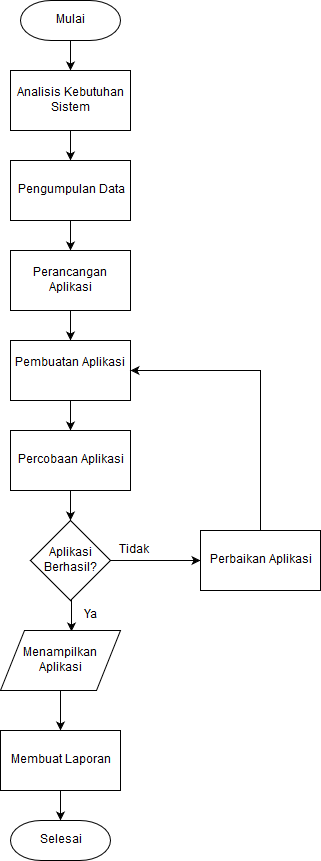 Mulai
Analisis Kebutuhan
Sistem
Pengumpulan Data
Perancangan
Aplikasi
Pembuatan Aplikasi
Percobaan Aplikasi
Aplikasi
Berhasil?
Tidak
Perbaikan Aplikasi
Ya
Menampilkan
Aplikasi
Membuat Laporan
Selesai